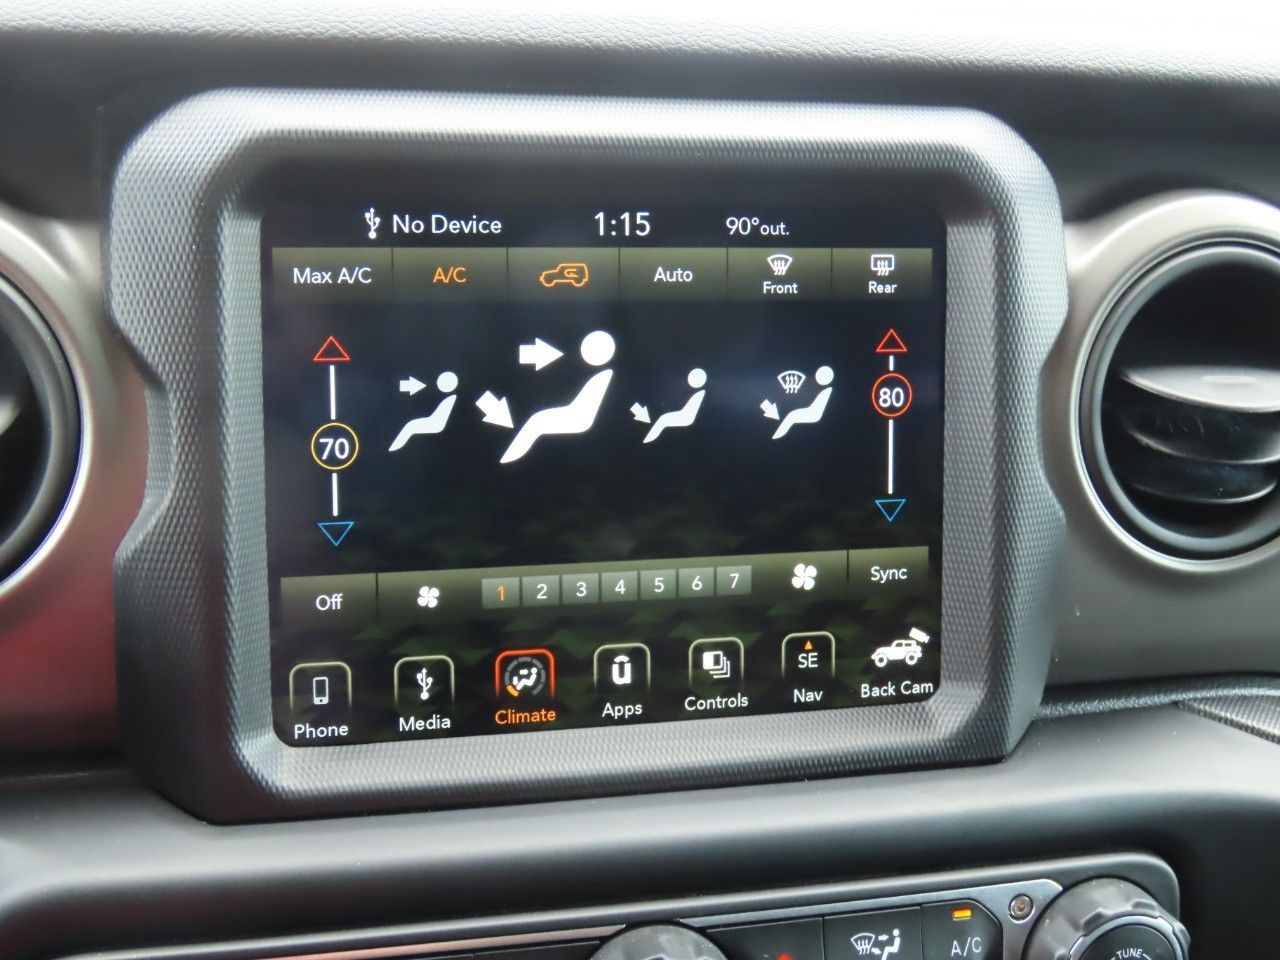 No Device 1:15 90°out.
Max A/C A/C Auto Front Rear
70 80
Off 1 2 3 4 5 6 7 Sync
SE
Phone Media Climate Apps Controls Nav Back Cam
A/C TUNE